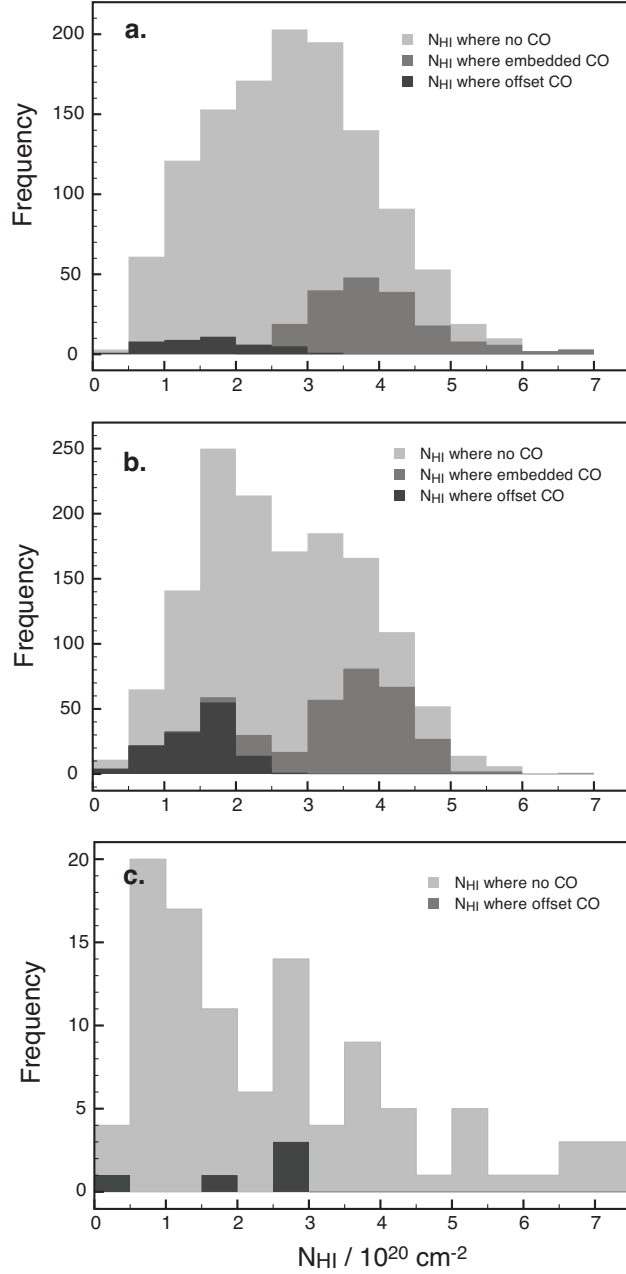 a.
N_HI where no CO
N_HI where embedded CO
N_HI where offset CO
Frequency
200
150
100
50
0
0 1 2 3 4 5 6 7
b.
N_HI where no CO
N_HI where embedded CO
N_HI where offset CO
Frequency
250
200
150
100
50
0
0 1 2 3 4 5 6 7
c.
N_HI where no CO
N_HI where offset CO
Frequency
20
15
10
5
0
0 1 2 3 4 5 6 7
N_HI / 10^20 cm^-2